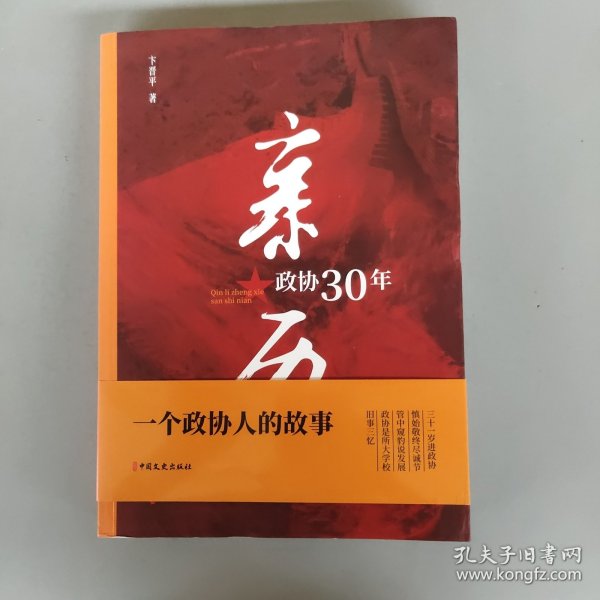 卞晋平 著
亲
历
政协30年
Qin li zheng xie
san shi nian
一个政协人的故事
三十一岁进政协
慎始敬终尽诚节
管中窥豹说发展
政协是所大学校
旧事三忆
中国文史出版社
孔夫子旧书网
www.kongfz.com